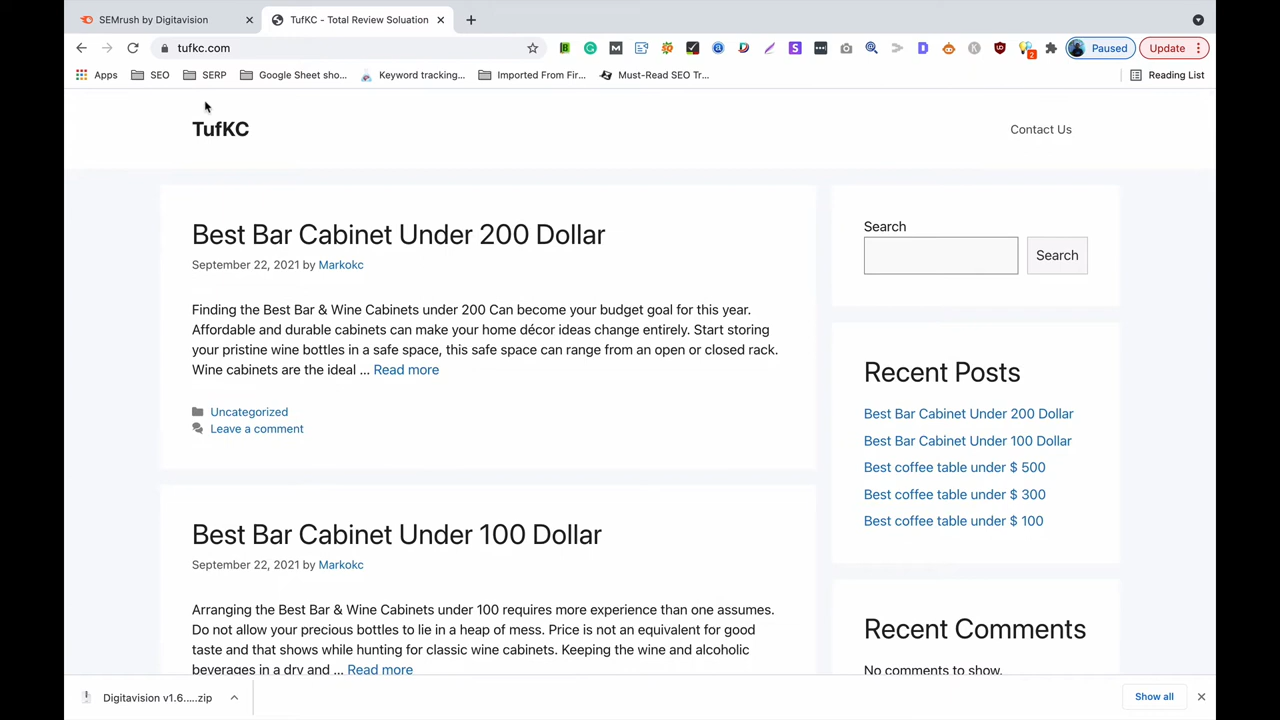 SEMrush by Digitavision
TufKC - Total Review Soluation
tufkc.com
Paused
Update
Apps
SEO
SERP
Google Sheet sho...
Keyword tracking...
Imported From Fir...
Must-Read SEO Tr...
Reading List
TufKC
Contact Us
Best Bar Cabinet Under 200 Dollar
September 22, 2021 by Markokc
Finding the Best Bar & Wine Cabinets under 200 Can become your budget goal for this year.
Affordable and durable cabinets can make your home décor ideas change entirely. Start storing
your pristine wine bottles in a safe space, this safe space can range from an open or closed rack.
Wine cabinets are the ideal ... Read more
Uncategorized
Leave a comment
Best Bar Cabinet Under 100 Dollar
September 22, 2021 by Markokc
Arranging the Best Bar & Wine Cabinets under 100 requires more experience than one assumes.
Do not allow your precious bottles to lie in a heap of mess. Price is not an equivalent for good
taste and that shows while hunting for classic wine cabinets. Keeping the wine and alcoholic
beverages in a dry and ... Read more
Search
Search
Recent Posts
Best Bar Cabinet Under 200 Dollar
Best Bar Cabinet Under 100 Dollar
Best coffee table under $ 500
Best coffee table under $ 300
Best coffee table under $ 100
Recent Comments
No comments to show.
Digitavision v1.6.....zip
Show all